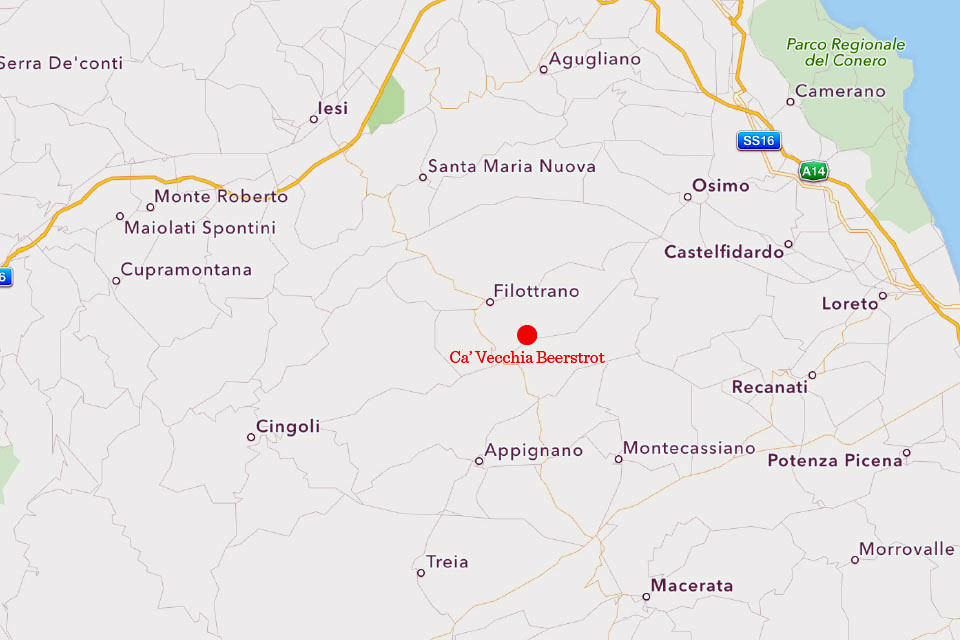 Parco Regionale
del Conero
Agugliano
Serra De'conti
Camerano
Iesi
SS16
A14
Santa Maria Nuova
Osimo
Monte Roberto
Maiolati Spontini
Castelfidardo
Cupramontana
6
Filottrano
Loreto
Ca' Vecchia Beerstrot
Recanati
Cingoli
Appignano
Montecassiano
Potenza Picena
Morrovalle
Treia
Macerata